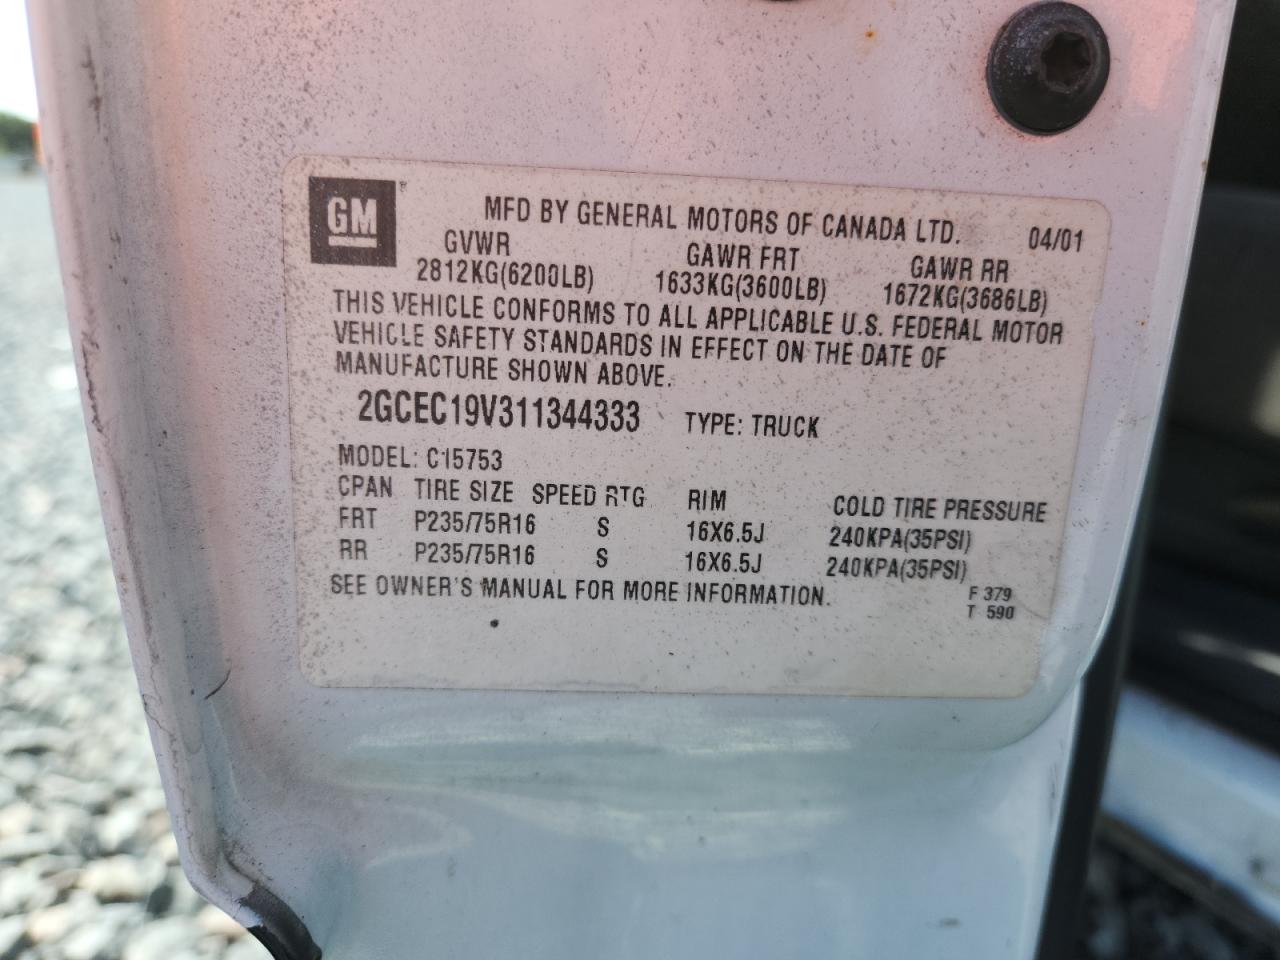 GM
MFD BY GENERAL MOTORS OF CANADA LTD. 04/01
GVWR GAWR FRT GAWR RR
2812KG(6200LB) 1633KG(3600LB) 1672KG(3686LB)
THIS VEHICLE CONFORMS TO ALL APPLICABLE U.S. FEDERAL MOTOR
VEHICLE SAFETY STANDARDS IN EFFECT ON THE DATE OF
MANUFACTURE SHOWN ABOVE.
2GCEC19V311344333 TYPE: TRUCK
MODEL: C15753
CPAN TIRE SIZE SPEED RTG RIM COLD TIRE PRESSURE
FRT P235/75R16 S 16X6.5J 240KPA(35PSI)
RR P235/75R16 S 16X6.5J 240KPA(35PSI)
SEE OWNER'S MANUAL FOR MORE INFORMATION. F 379
T 590